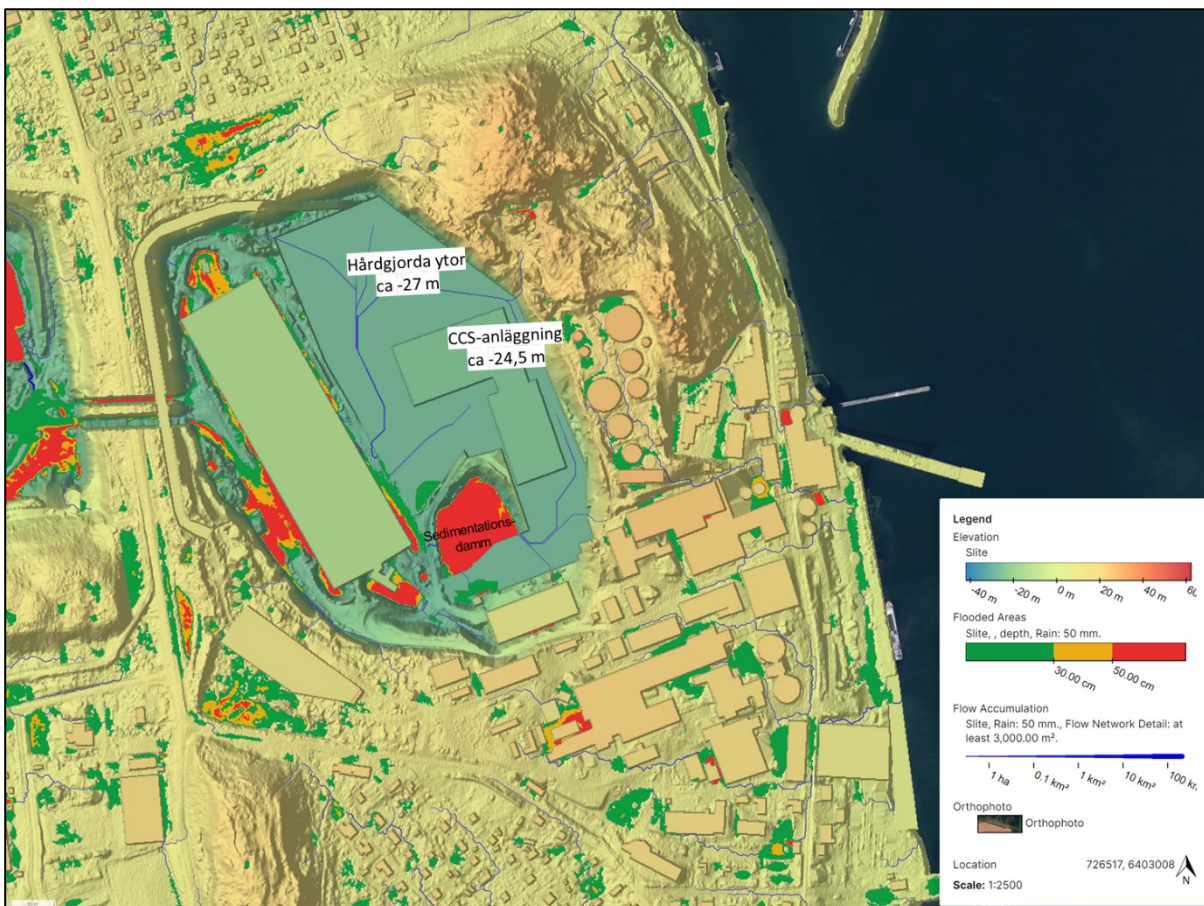 Hårdgjorda ytor
ca -27 m
CCS-anläggning
ca -24,5 m
Sedimentations-
damm
Legend
Elevation
Slite
-40 m
-20 m
0 m
20 m
40 m
60
Flooded Areas
Slite, , depth, Rain: 50 mm.
30.00 cm
50.00 cm
Flow Accumulation
Slite, Rain: 50 mm., Flow Network Detail: at
least 3,000.00 m².
1 ha
0.1 km²
1 km²
10 km²
100 k
Orthophoto
Orthophoto
Location
726517, 6403008
N
Scale: 1:2500